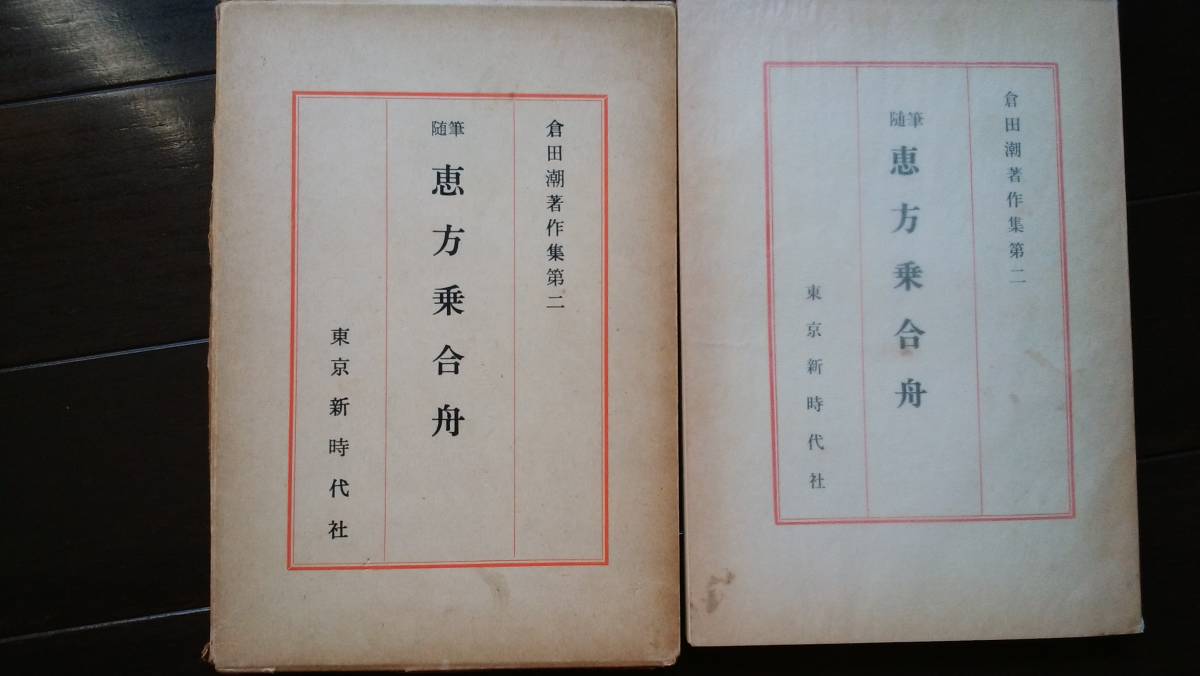 倉田潮著作集第二
随筆
恵方乗合舟
東京新時代社
倉田潮著作集第二
随筆
恵方乗合舟
東京新時代社